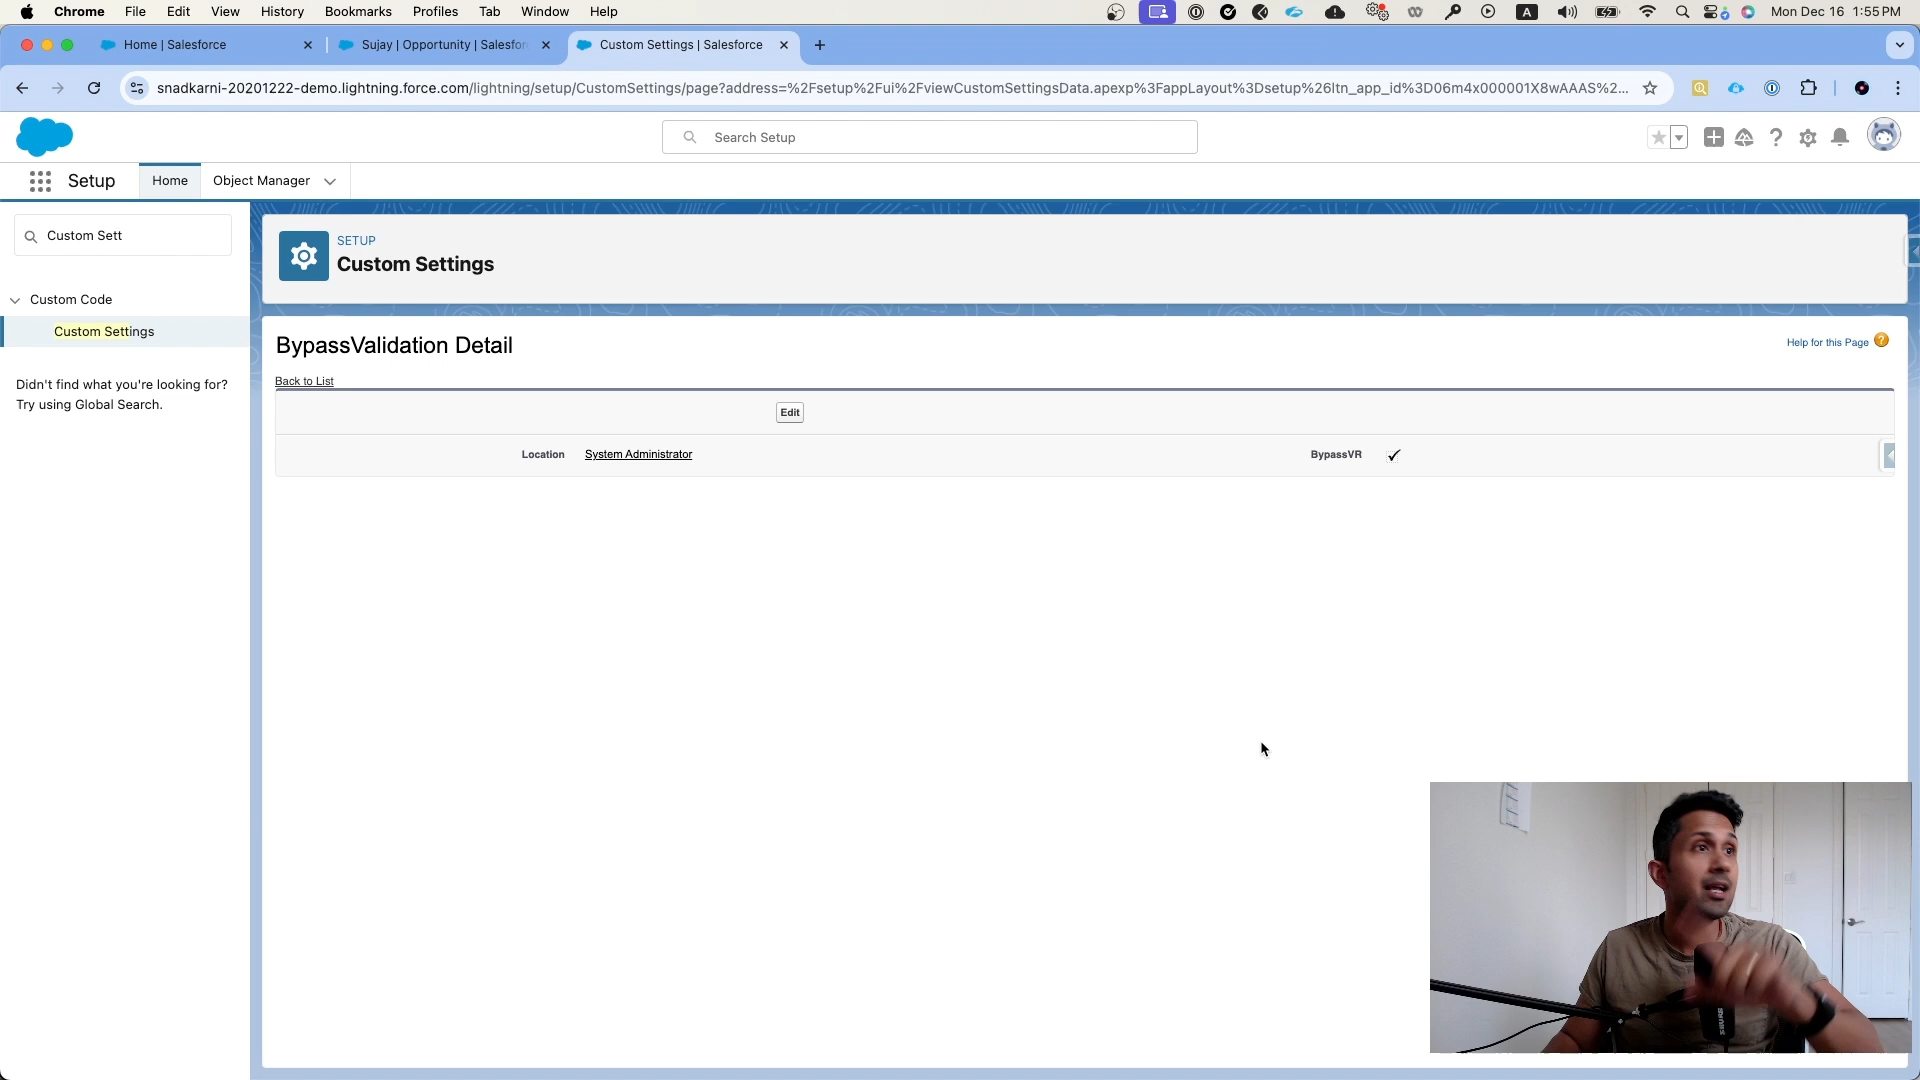 Chrome File Edit View History Bookmarks Profiles Tab Window Help
A
Mon Dec 16 1:55 PM
Home | Salesforce
Sujay | Opportunity | Salesfor
Custom Settings | Salesforce
snadkarni-20201222-demo.lightning.force.com/lightning/setup/CustomSettings/page?address=%2Fsetup%2Fui%2FviewCustomSettingsData.apexp%3FappLayout%3Dsetup%26ltn_app_id%3D06m4x000001X8wAAAS%2...
Search Setup
Setup
Home
Object Manager
Custom Sett
Custom Code
Custom Settings
Didn't find what you're looking for?
Try using Global Search.
SETUP
Custom Settings
BypassValidation Detail
Help for this Page ?
Back to List
Edit
Location System Administrator
BypassVR ✓
SHURE